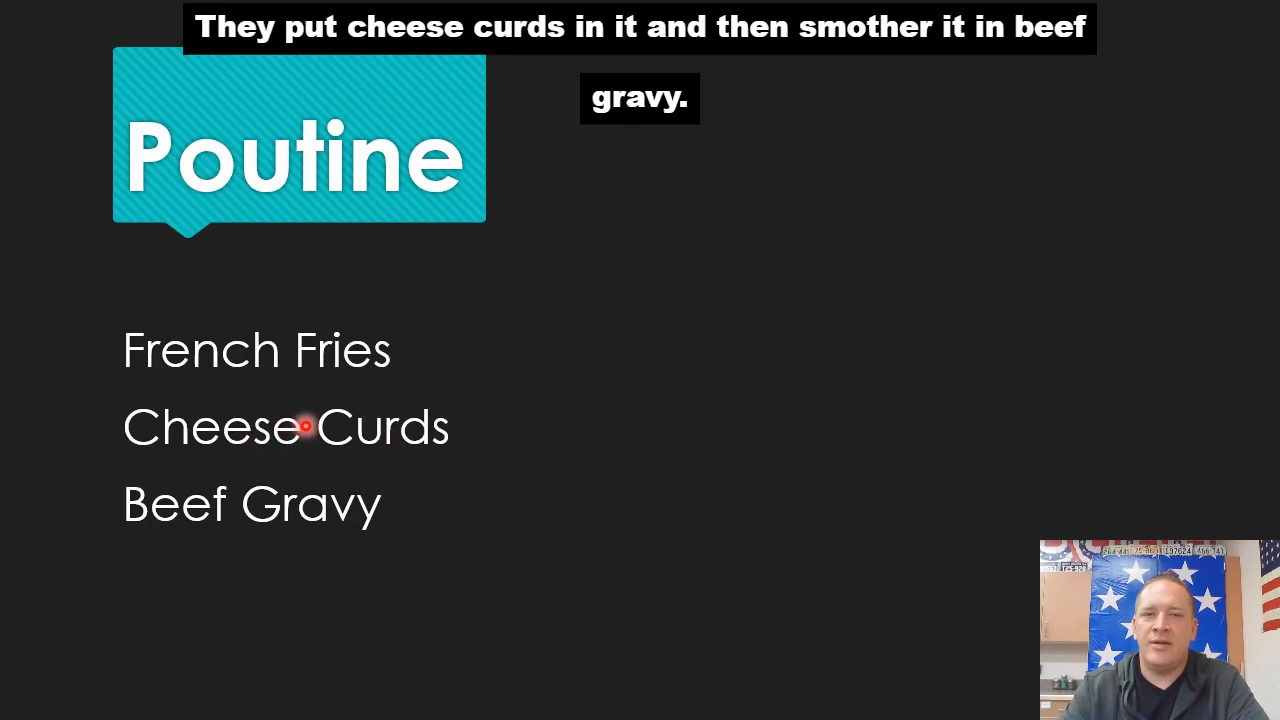 They put cheese curds in it and then smother it in beef
gravy.
Poutine
French Fries
Cheese Curds
Beef Gravy